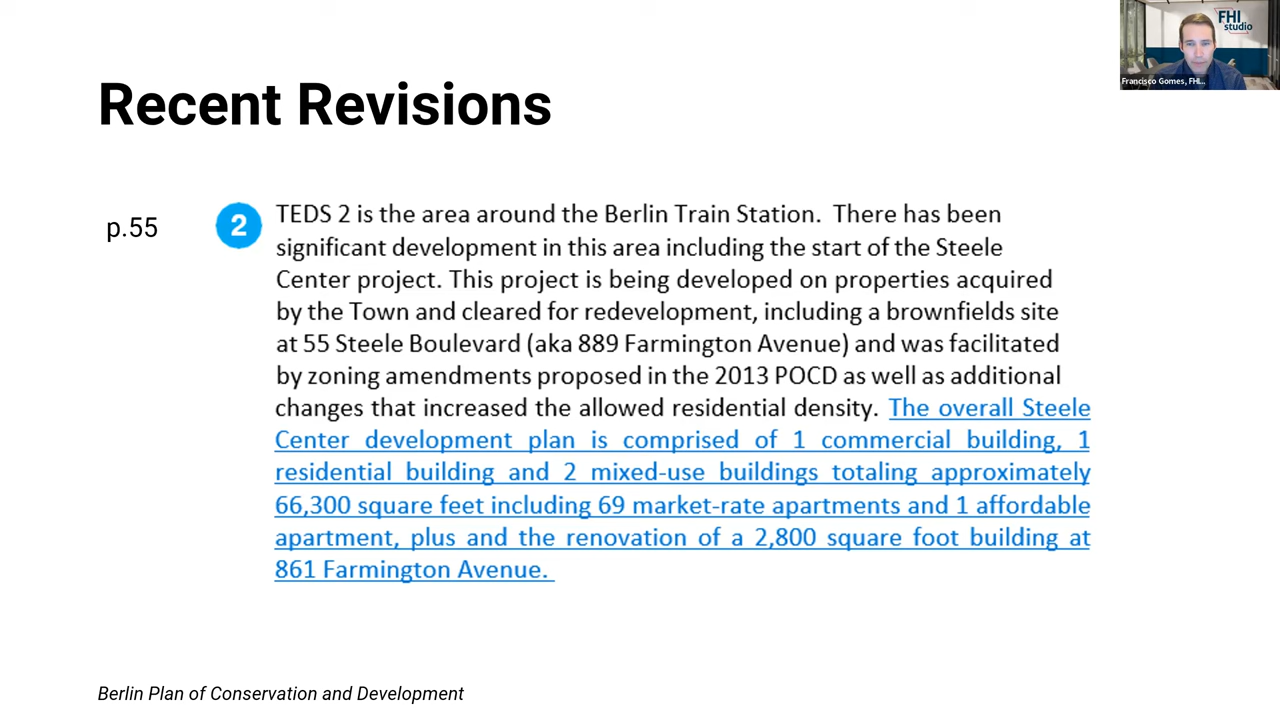 FHI
studio
Francisco Gomes, FHI...
Recent Revisions
p.55
2
TEDS 2 is the area around the Berlin Train Station.  There has been
significant development in this area including the start of the Steele
Center project. This project is being developed on properties acquired
by the Town and cleared for redevelopment, including a brownfields site
at 55 Steele Boulevard (aka 889 Farmington Avenue) and was facilitated
by zoning amendments proposed in the 2013 POCD as well as additional
changes that increased the allowed residential density. The overall Steele
Center development plan is comprised of 1 commercial building, 1
residential building and 2 mixed-use buildings totaling approximately
66,300 square feet including 69 market-rate apartments and 1 affordable
apartment, plus and the renovation of a 2,800 square foot building at
861 Farmington Avenue.
Berlin Plan of Conservation and Development